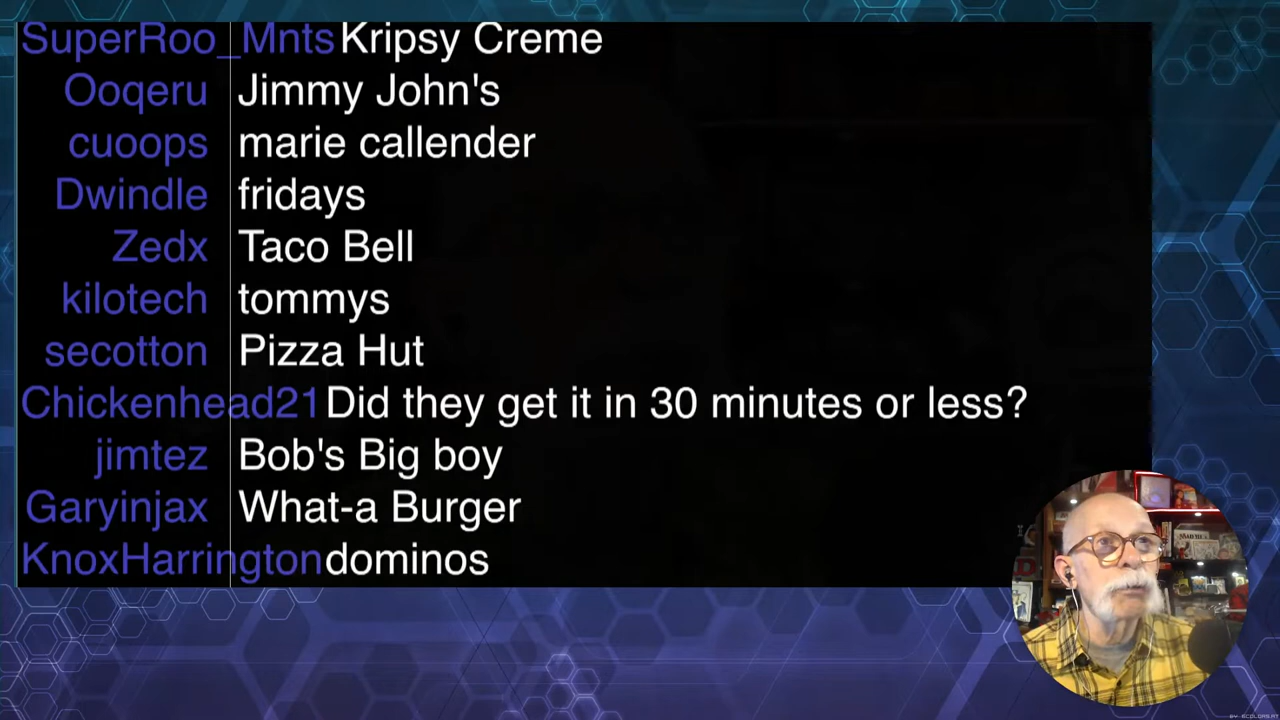 SuperRoo_Mnts Kripsy Creme
Ooqeru Jimmy John's
cuoops marie callender
Dwindle fridays
Zedx Taco Bell
kilotech tommys
secotton Pizza Hut
Chickenhead21 Did they get it in 30 minutes or less?
jimtez Bob's Big boy
Garyinjax What-a Burger
KnoxHarrington dominos